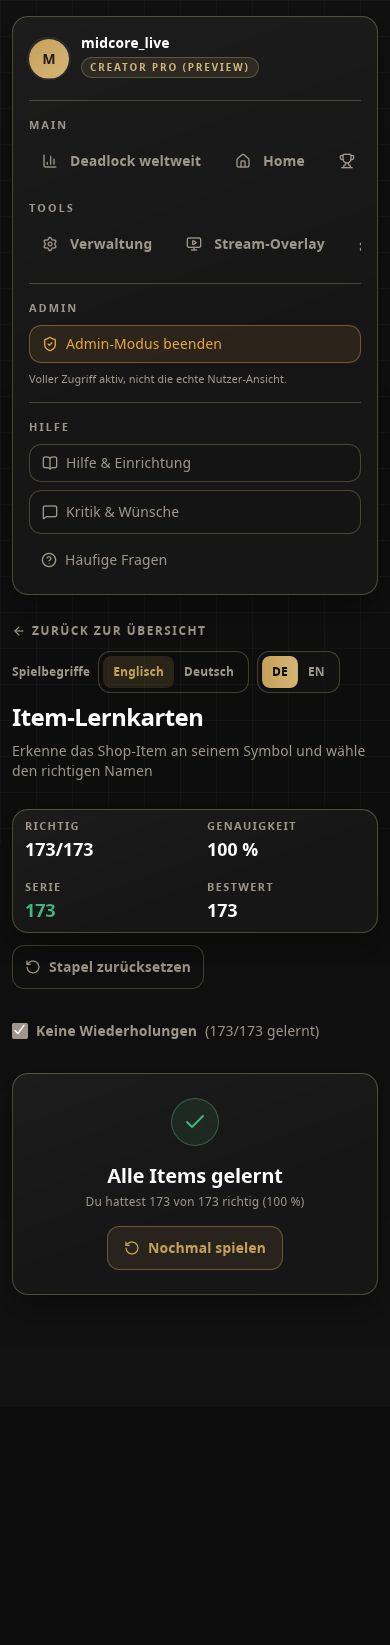 M
midcore_live
CREATOR PRO (PREVIEW)
MAIN
Deadlock weltweit Home
TOOLS
Verwaltung Stream-Overlay
ADMIN
Admin-Modus beenden
Voller Zugriff aktiv, nicht die echte Nutzer-Ansicht.
HILFE
Hilfe & Einrichtung
Kritik & Wünsche
Häufige Fragen
ZURÜCK ZUR ÜBERSICHT
Spielbegriffe Englisch Deutsch DE EN
Item-Lernkarten
Erkenne das Shop-Item an seinem Symbol und wähle
den richtigen Namen
RICHTIG GENAUIGKEIT
173/173 100 %
SERIE BESTWERT
173 173
Stapel zurücksetzen
Keine Wiederholungen (173/173 gelernt)
Alle Items gelernt
Du hattest 173 von 173 richtig (100 %)
Nochmal spielen